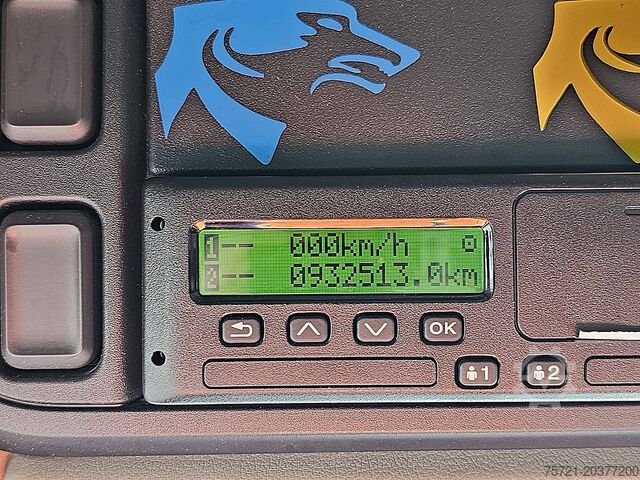 1-- 000km/h
2-- 0932513.0km
OK
1 2
75721 20377200